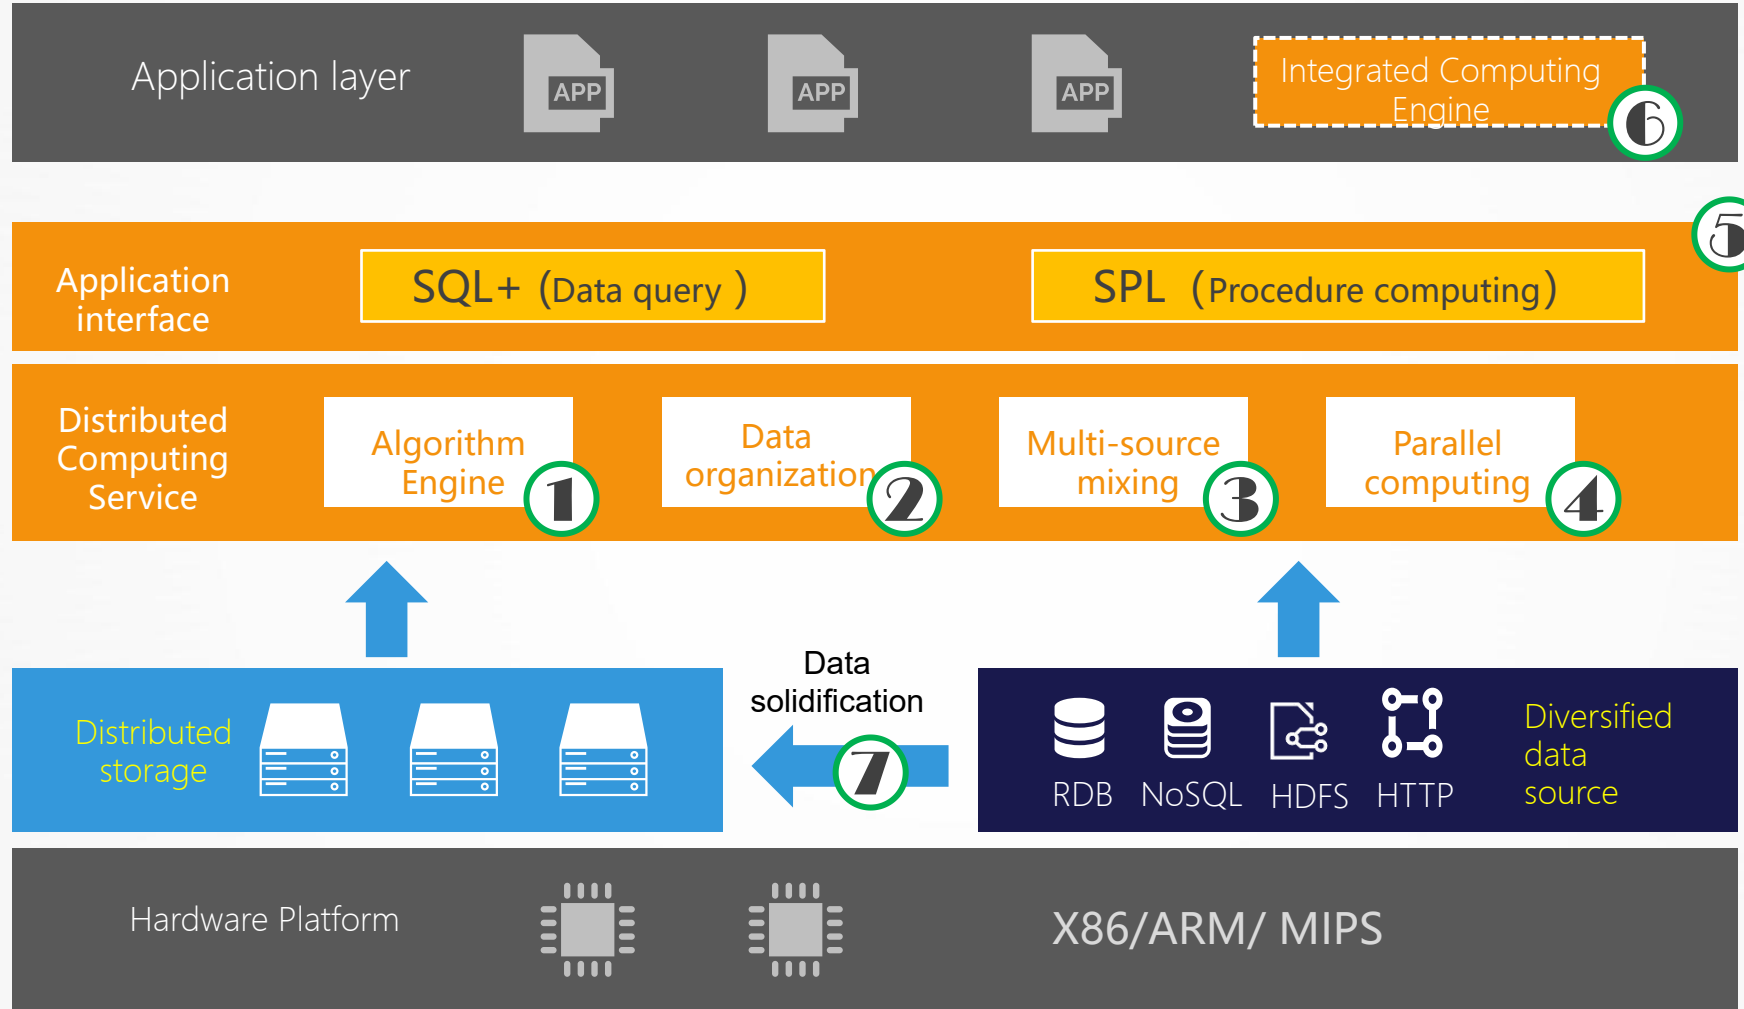 Application layer
APP
APP
APP
Integrated Computing
Engine
6
5
Application
interface
SQL+ (Data query )
SPL (Procedure computing)
Distributed
Computing
Service
Algorithm
Engine
1
Data
organization
2
Multi-source
mixing
3
Parallel
computing
4
Distributed
storage
Data
solidification
7
RDB
NoSQL
HDFS
HTTP
Diversified
data
source
Hardware Platform
X86/ARM/ MIPS